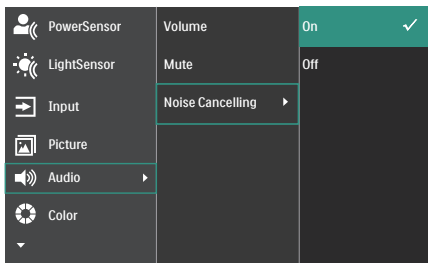 PowerSensor
LightSensor
Input
Picture
Audio
Color
Volume
Mute
Noise Cancelling
On
Off